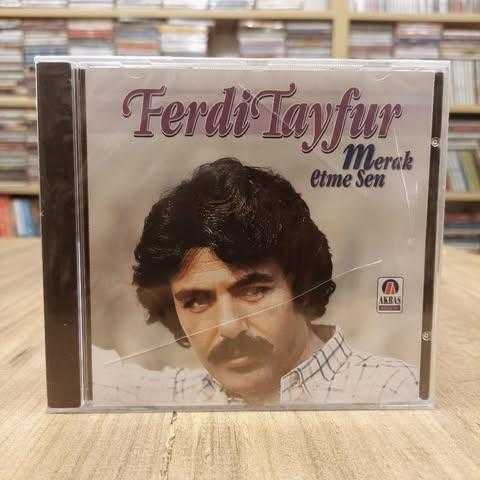 Ferdi Tayfur
Merak
Etme Sen
AKBAŞ